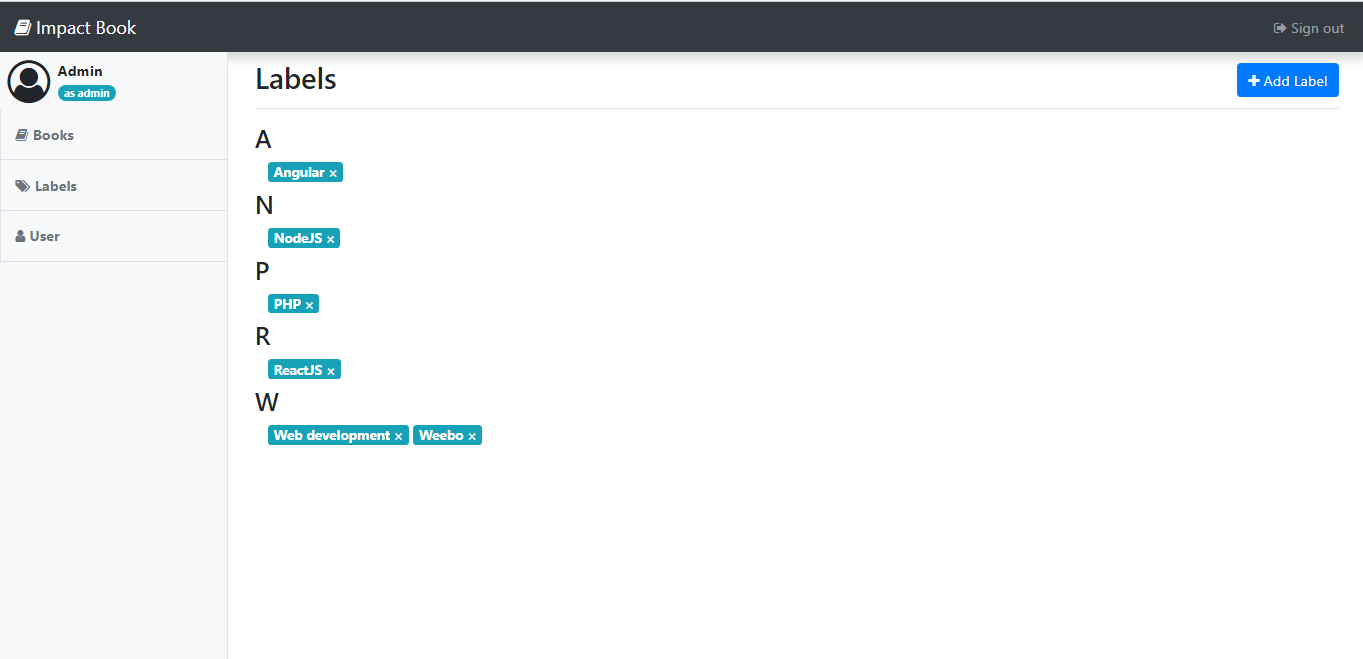 Impact Book
Sign out
Admin
as admin
Books
Labels
User
Labels
+ Add Label
A
Angular ×
N
NodeJS ×
P
PHP ×
R
ReactJS ×
W
Web development × Weebo ×